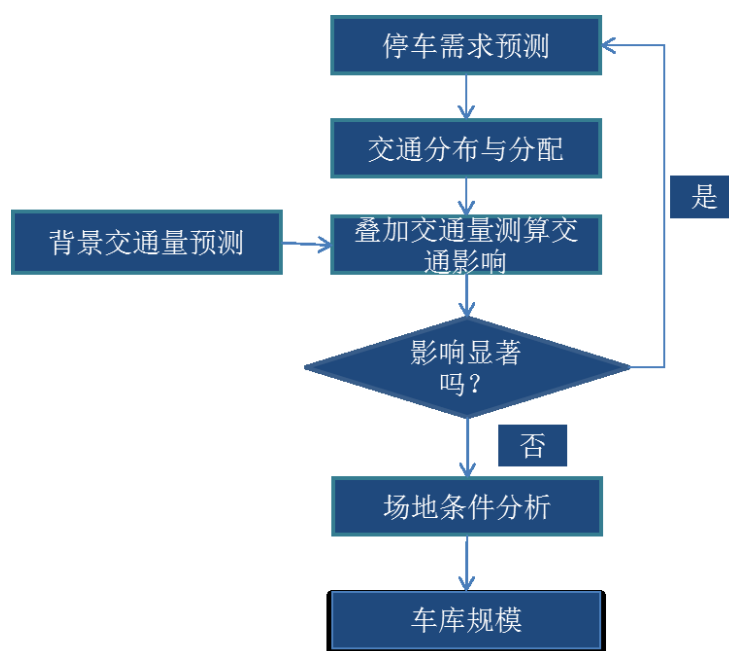 停车需求预测
交通分布与分配
是
背景交通量预测
叠加交通量测算交
通影响
影响显著
吗？
否
场地条件分析
车库规模